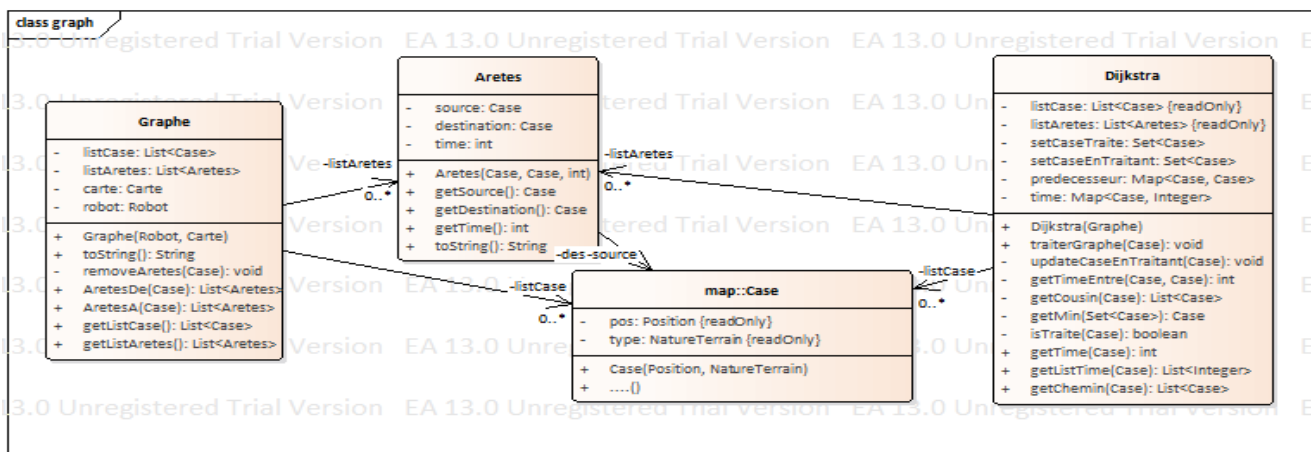 class graph
EA 13.0 Unregistered Trial Version
Graphe
- listCase: List<Case>
- listAretes: List<Aretes>
- carte: Carte
- robot: Robot
+ Graphe(Robot, Carte)
+ toString(): String
- removeAretes(Case): void
+ AretesDe(Case): List<Aretes>
+ AretesA(Case): List<Aretes>
+ getListCase(): List<Case>
+ getListAretes(): List<Aretes>
-listAretes
0..*
-listCase
0..*
Aretes
- source: Case
- destination: Case
- time: int
+ Aretes(Case, Case, int)
+ getSource(): Case
+ getDestination(): Case
+ getTime(): int
+ toString(): String
-des -source
map::Case
- pos: Position {readOnly}
- type: NatureTerrain {readOnly}
+ Case(Position, NatureTerrain)
+ ....()
-listAretes
0..*
-listCase
0..*
Dijkstra
- listCase: List<Case> {readOnly}
- listAretes: List<Aretes> {readOnly}
- setCaseTraite: Set<Case>
- setCaseEnTraitant: Set<Case>
- predecesseur: Map<Case, Case>
- time: Map<Case, Integer>
+ Dijkstra(Graphe)
+ traiterGraphe(Case): void
- updateCaseEnTraitant(Case): void
- getTimeEntre(Case, Case): int
- getCousin(Case): List<Case>
- getMin(Set<Case>): Case
- isTraite(Case): boolean
+ getTime(Case): int
+ getListTime(Case): List<Integer>
+ getChemin(Case): List<Case>